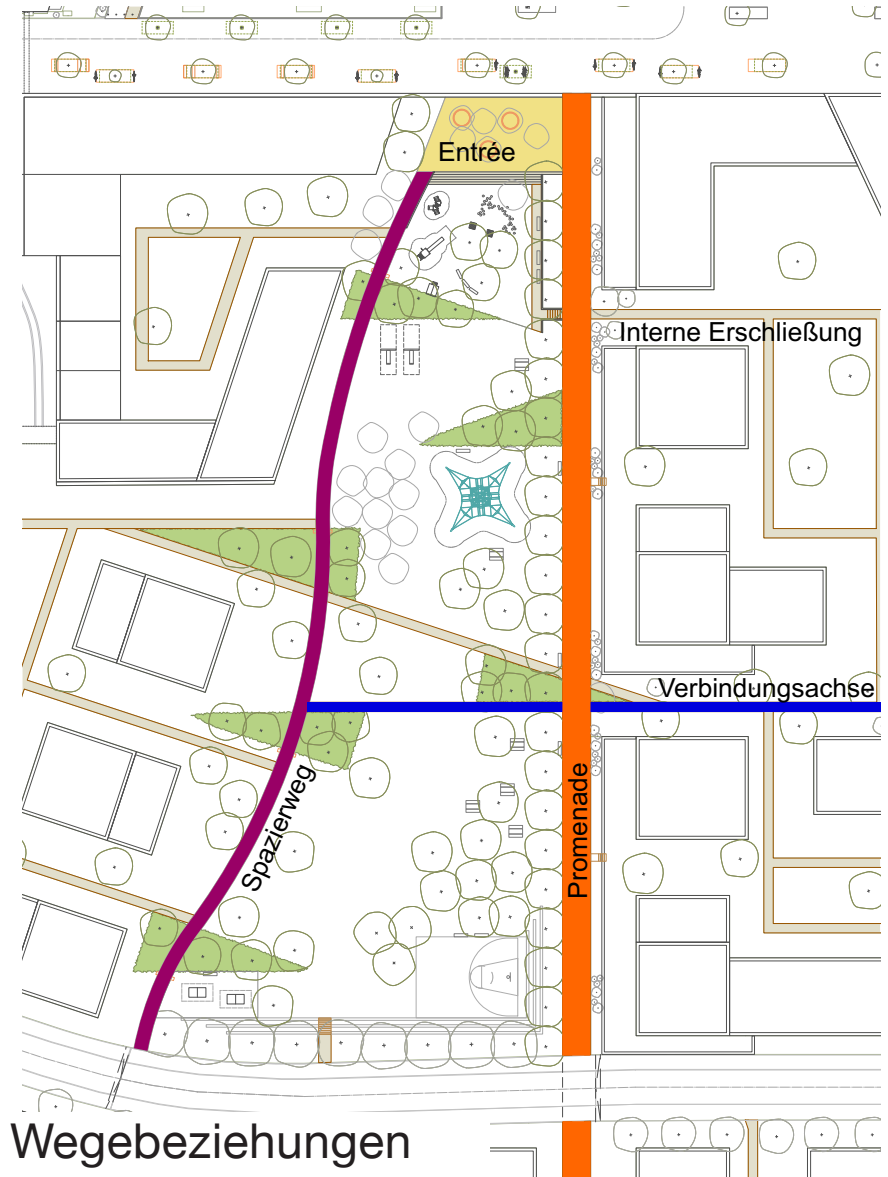 Entrée
Interne Erschließung
Verbindungsachse
Spazierweg
Promenade
Wegebeziehungen